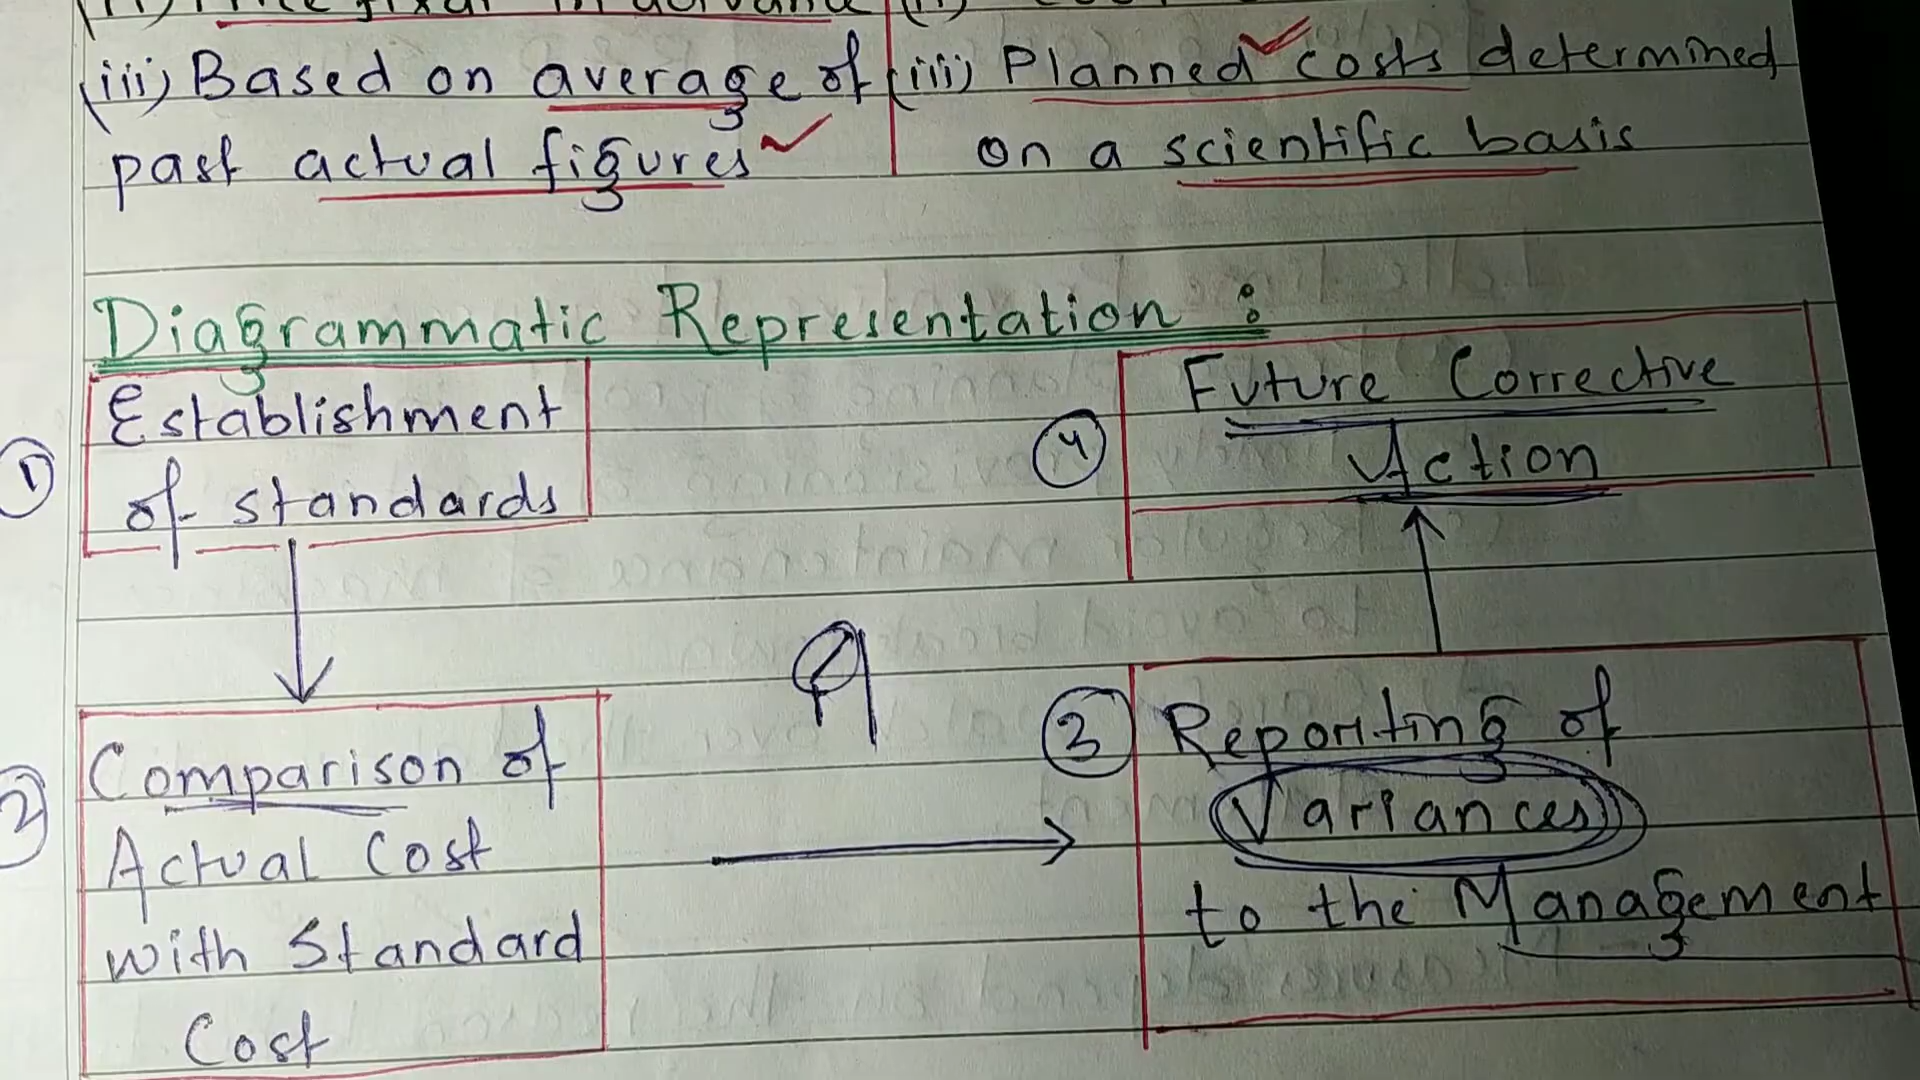 (iii) Based on average of
past actual figures
(iii) Planned costs determined
on a scientific basis
Diagrammatic Representation :
1
Establishment
of standards
2
Comparison of
Actual Cost
with Standard
Cost
3
Reporting of
Variances
to the Management
4
Future Corrective
Action